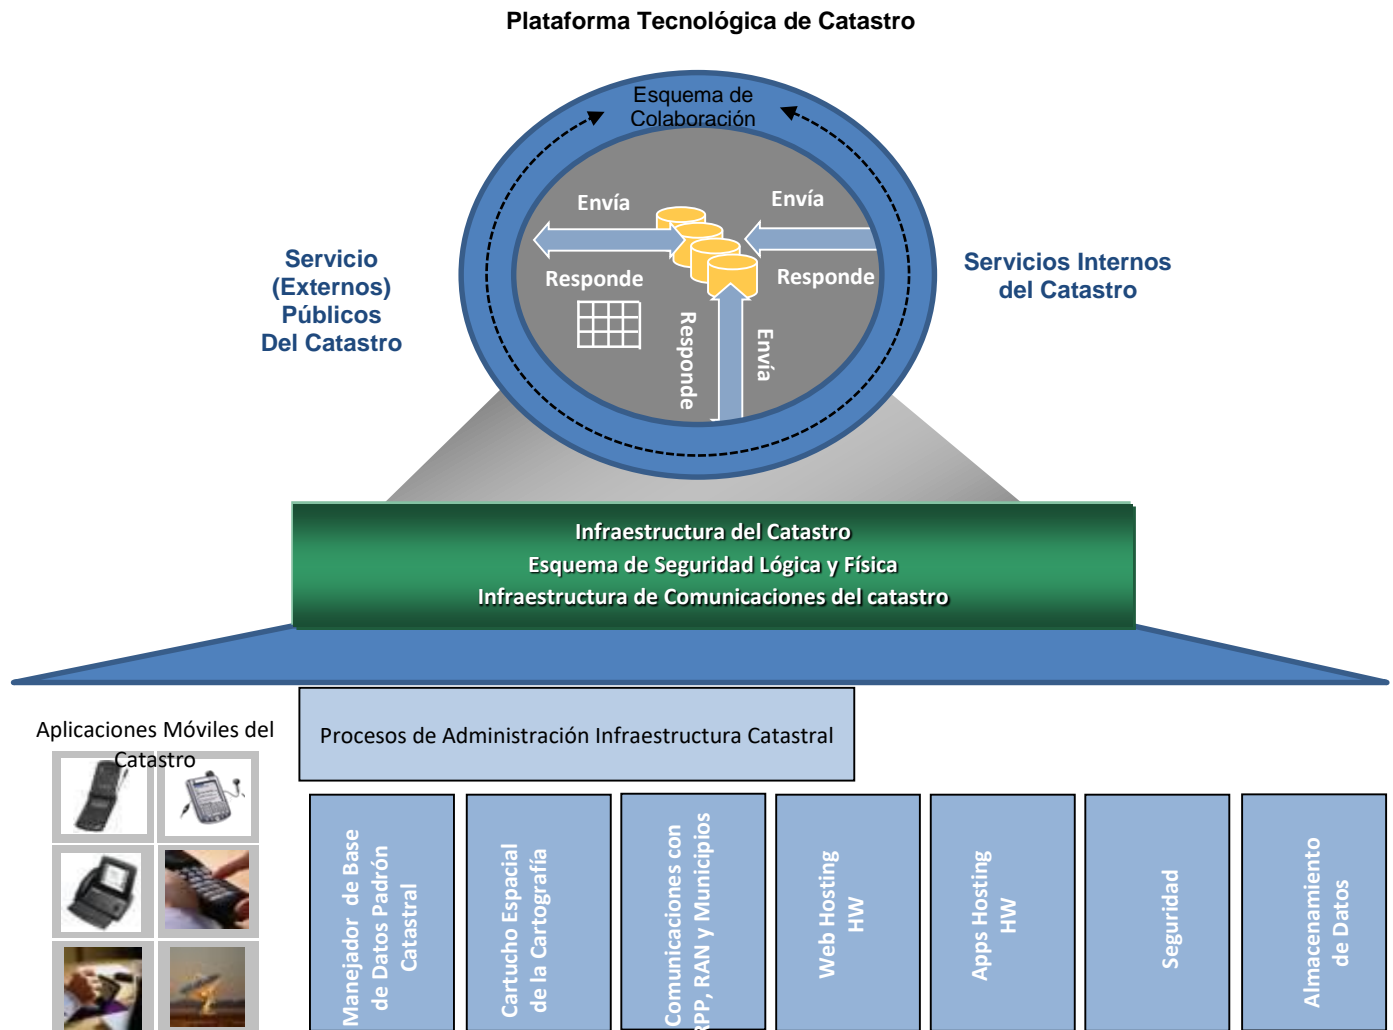 Plataforma Tecnológica de Catastro
Esquema de
Colaboración
Envía
Envía
Responde
Responde
Responde
Envía
Servicio
(Externos)
Públicos
Del Catastro
Servicios Internos
del Catastro
Infraestructura del Catastro
Esquema de Seguridad Lógica y Física
Infraestructura de Comunicaciones del catastro
Aplicaciones Móviles del
Catastro
Procesos de Administración Infraestructura Catastral
Manejador de Base
de Datos Padrón
Catastral
Cartucho Espacial
de la Cartografía
Comunicaciones con
RPP, RAN y Municipios
Web Hosting
HW
Apps Hosting
HW
Seguridad
Almacenamiento
de Datos